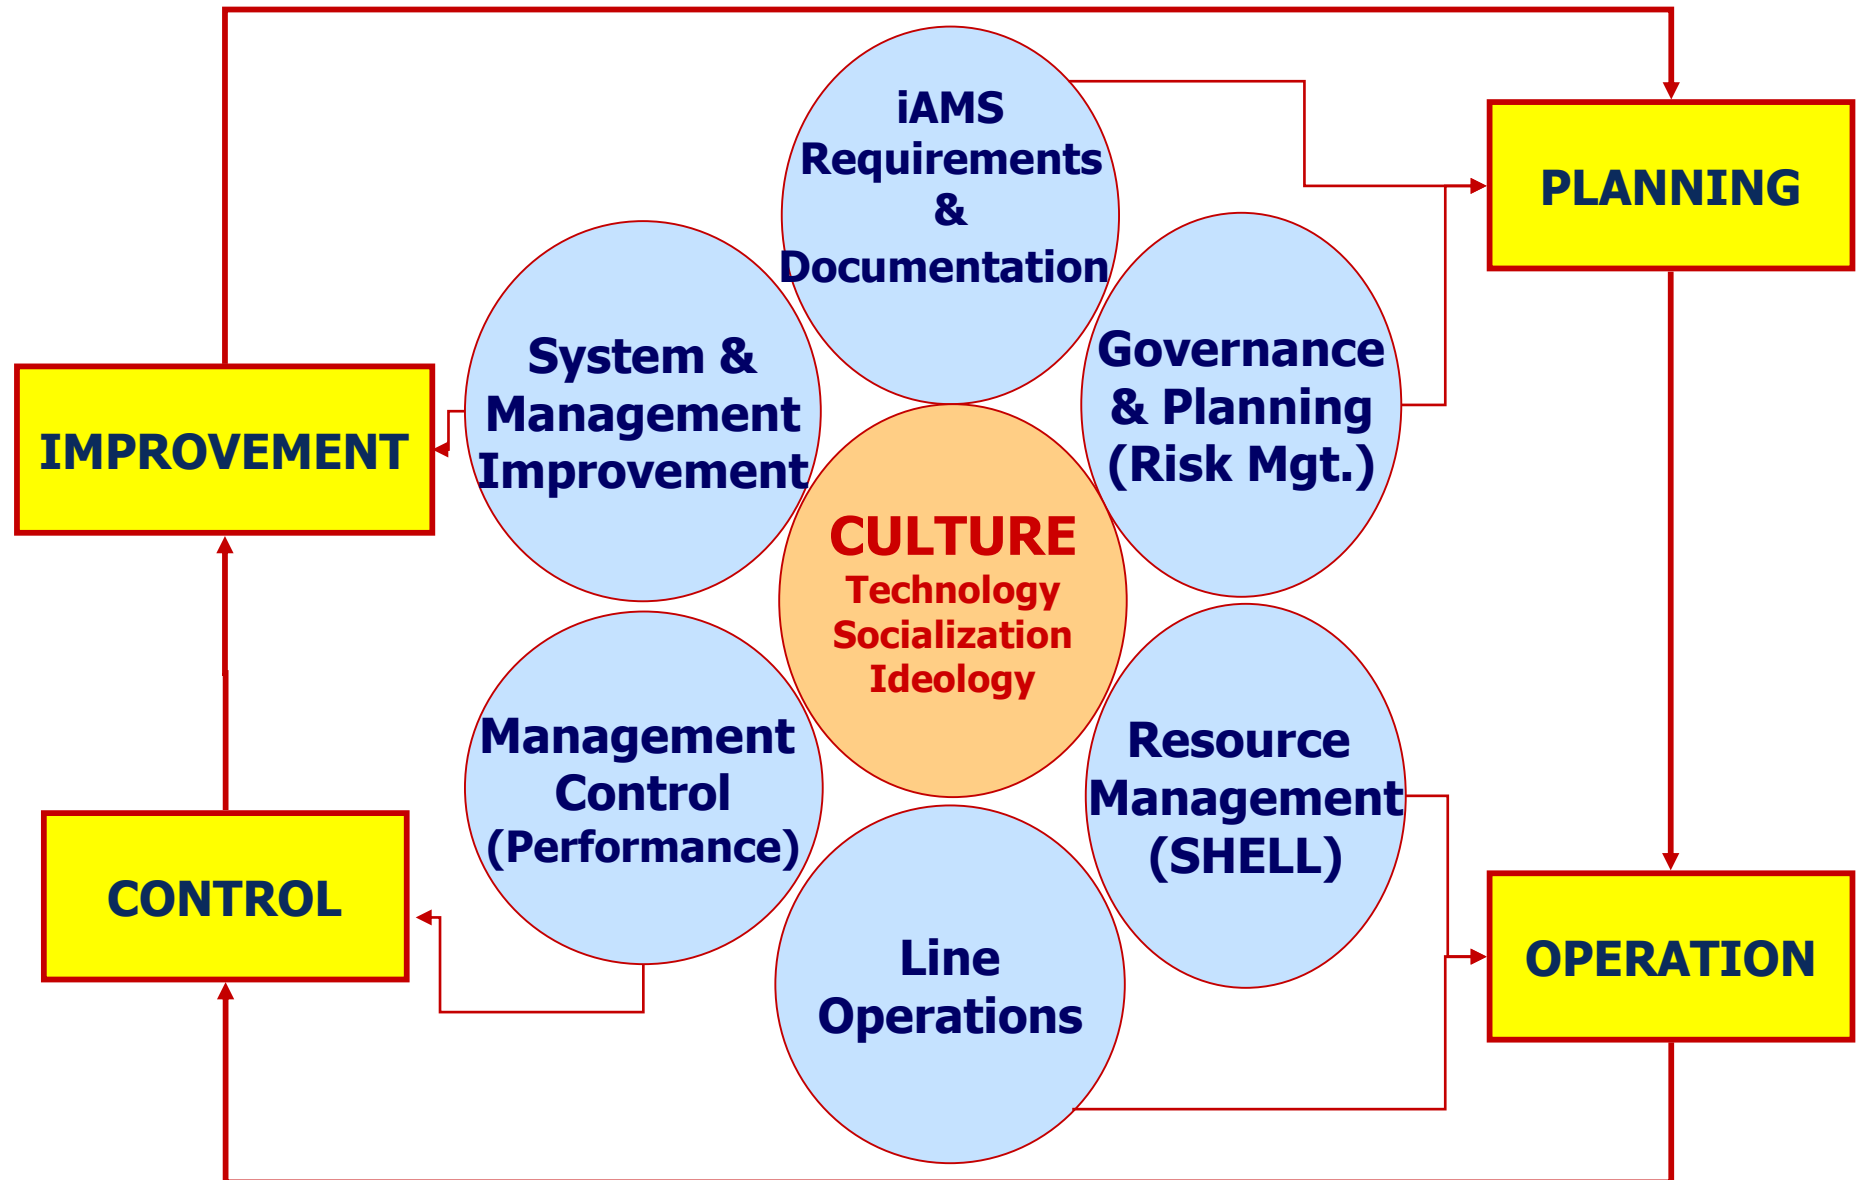 iAMS
Requirements
&
Documentation
PLANNING
Governance
& Planning
(Risk Mgt.)
System &
Management
Improvement
IMPROVEMENT
CULTURE
Technology
Socialization
Ideology
Management
Control
(Performance)
Resource
Management
(SHELL)
CONTROL
Line
Operations
OPERATION